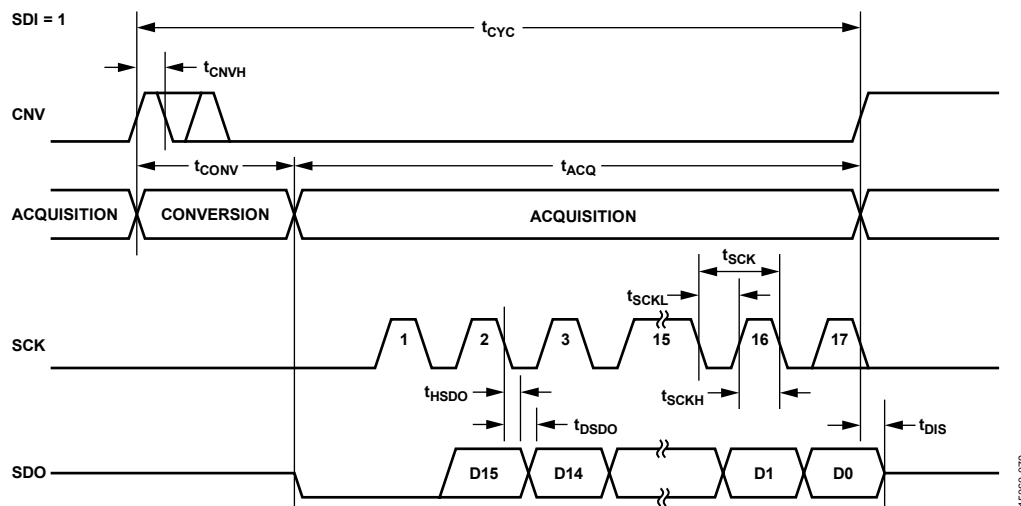 SDI = 1
tCYC
tCNVH
CNV
tCONV
tACQ
ACQUISITION
CONVERSION
ACQUISITION
tSCK
tSCKL
SCK
1
2
3
15
16
17
tHSDO
tSCKH
tDSDO
tDIS
SDO
D15
D14
D1
D0